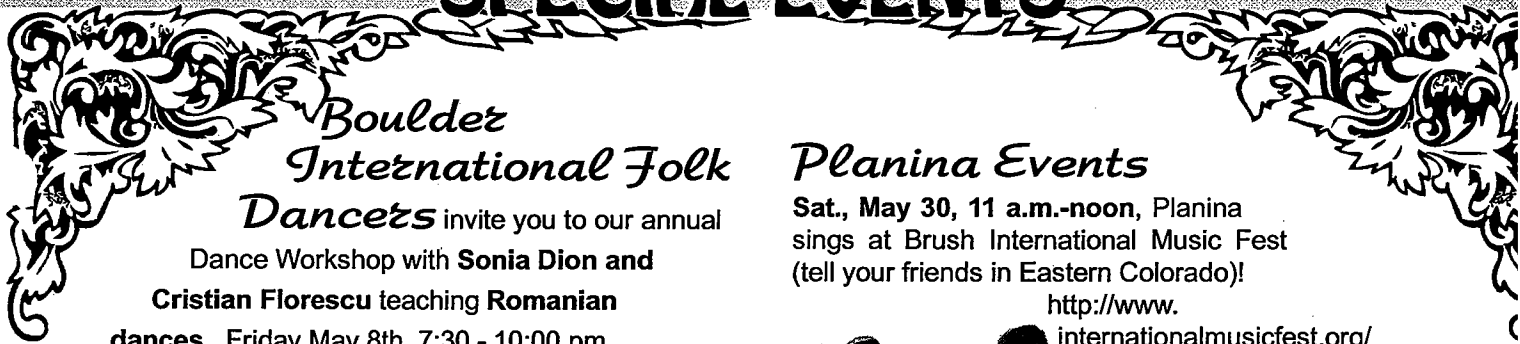 SPECIAL EVENTS
Boulder
International Folk
Dancers invite you to our annual
Dance Workshop with Sonia Dion and
Cristian Florescu teaching Romanian
dances. Friday May 8th, 7:30 - 10:00 pm
Planina Events
Sat., May 30, 11 a.m.-noon, Planina
sings at Brush International Music Fest
(tell your friends in Eastern Colorado)!
http://www.
internationalmusicfest.org/